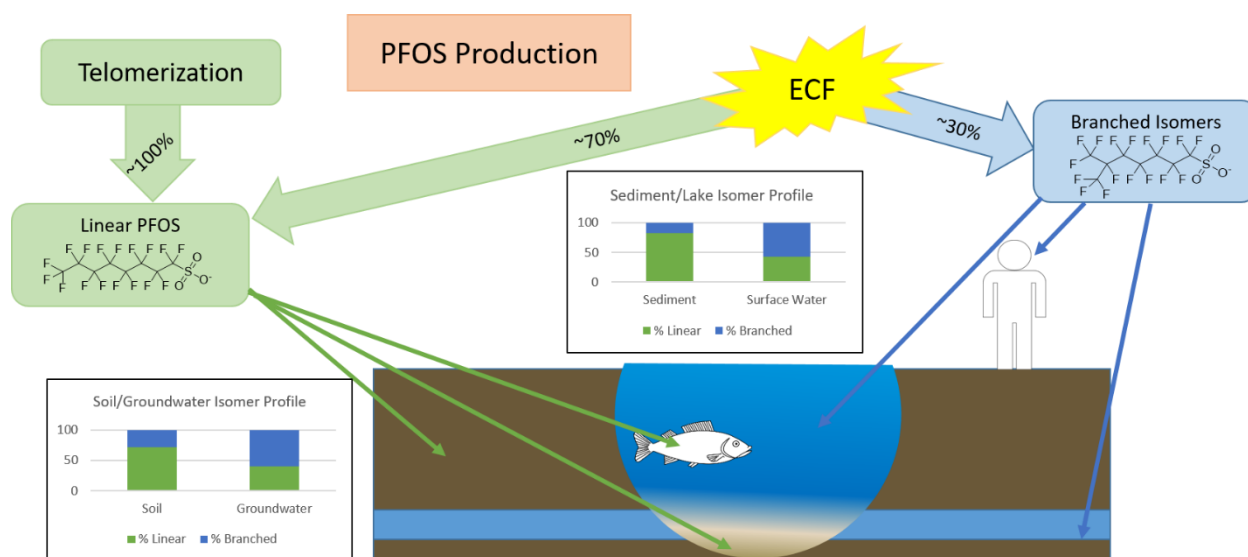 PFOS Production
Telomerization
ECF
~100%
~70%
~30%
Branched Isomers
F F F F F F F
F
F
F
F F F F F F
F F
S
O
O
O-
Linear PFOS
F F F F F F F F
F
F
F
F F F F F F
S
O
O
O-
Sediment/Lake Isomer Profile
100
50
0
Sediment Surface Water
% Linear % Branched
Soil/Groundwater Isomer Profile
100
50
0
Soil Groundwater
% Linear % Branched